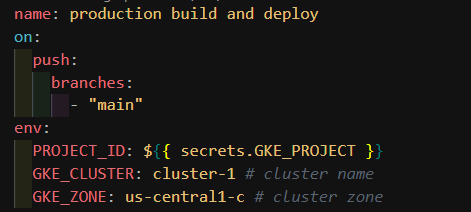 name: production build and deploy
on:
  push:
    branches:
      - "main"
env:
  PROJECT_ID: ${{ secrets.GKE_PROJECT }}
  GKE_CLUSTER: cluster-1 # cluster name
  GKE_ZONE: us-central1-c # cluster zone